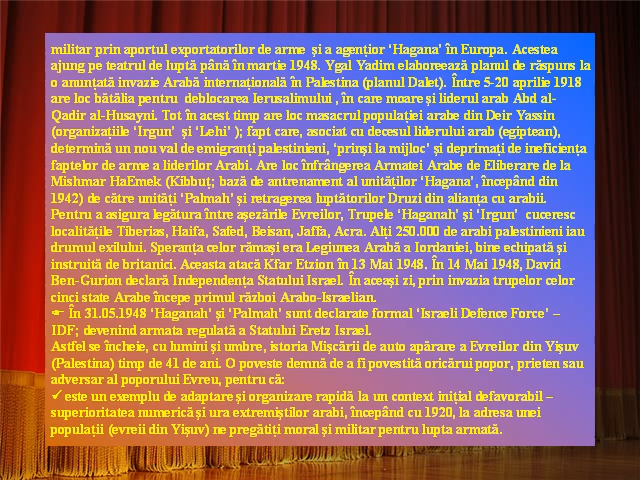 militar prin aportul exportatorilor de arme și a agenților ‘Hagana’ în Europa. Acestea
ajung pe teatrul de luptă până în martie 1948. Ygal Yadim elaboreează planul de răspuns la
o anunțată invazie Arabă internațională în Palestina (planul Dalet). Între 5-20 aprilie 1918
are loc bătălia pentru deblocarea Ierusalimului , în care moare și liderul arab Abd al-
Qadir al-Husayni. Tot în acest timp are loc masacrul populației arabe din Deir Yassin
(organizațiile ‘Irgun’ și ‘Lehi’ ); fapt care, asociat cu decesul liderului arab (egiptean),
determină un nou val de emigranți palestinieni, ‘prinși la mijloc’ și deprimați de ineficiența
faptelor de arme a liderilor Arabi. Are loc înfrângerea Armatei Arabe de Eliberare de la
Mishmar HaEmek (Kibbuț; bază de antrenament al unităților ‘Hagana’, începând din
1942) de către unități ‘Palmah’ și retragerea luptătorilor Druzi din alianța cu arabii.
Pentru a asigura legătura între așezările Evreilor, Trupele ‘Haganah’ și ‘Irgun’ cuceresc
localitățile Tiberias, Haifa, Safed, Beisan, Jaffa, Acra. Alți 250.000 de arabi palestinieni iau
drumul exilului. Speranța celor rămași era Legiunea Arabă a Iordaniei, bine echipată și
instruită de britanici. Aceasta atacă Kfar Etzion în 13 Mai 1948. În 14 Mai 1948, David
Ben-Gurion declară Independența Statului Israel. În aceași zi, prin invazia trupelor celor
cinci state Arabe începe primul război Arabo-Israelian.
☛ În 31.05.1948 ‘Haganah’ și ‘Palmah’ sunt declarate formal ‘Israeli Defence Force’ –
IDF; devenind armata regulată a Statului Eretz Israel.
Astfel se încheie, cu lumini și umbre, istoria Mișcării de auto apărare a Evreilor din Yișuv
(Palestina) timp de 41 de ani. O poveste demnă de a fi povestită oricărui popor, prieten sau
adversar al poporului Evreu, pentru că:
✓ este un exemplu de adaptare și organizare rapidă la un context inițial defavorabil –
superioritatea numerică și ura extremiștilor arabi, începând cu 1920, la adresa unei
populații (evreii din Yișuv) ne pregătiți moral și militar pentru lupta armată.